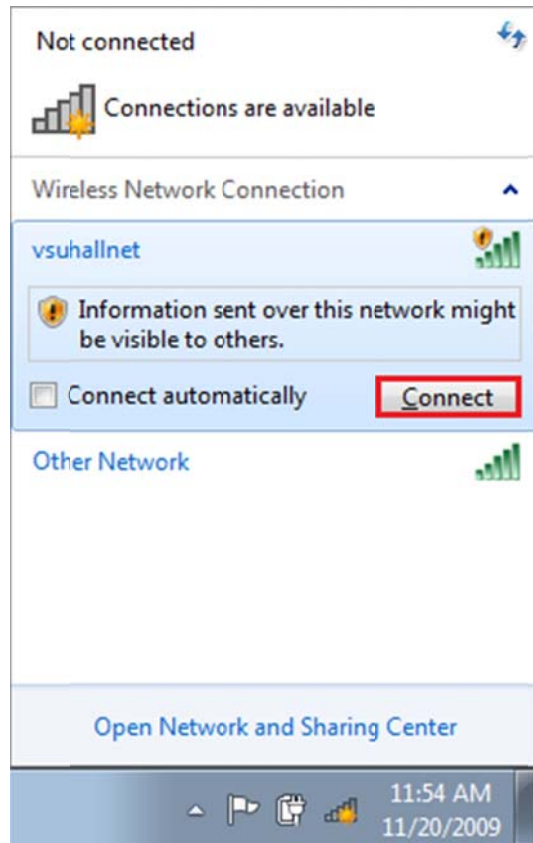 Not connected
Connections are available
Wireless Network Connection
vsuhallnet
Information sent over this network might
be visible to others.
Connect automatically
Connect
Other Network
Open Network and Sharing Center
11:54 AM
11/20/2009